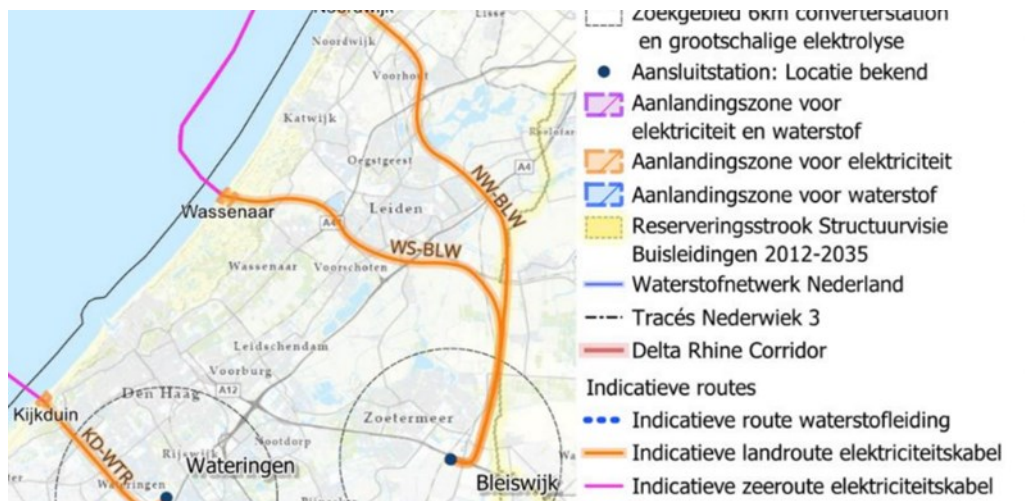 Noordwijk
Lisse
Noordwijk
Voorhout
Katwijk
Oegstgeest
A4
NW-BLW
Wassenaar
Leiden
WS-BLW
Wassenaar
Voorschoten
Leidschendam
Voorburg
Den Haag
A12
Zoetermeer
Kijkduin
KD-WTR
Rijswijk
Nootdorp
Wateringen
Bleiswijk
Zoekgebied 6km converterstation
en grootschalige elektrolyse
Aansluitstation: Locatie bekend
Aanlandingszone voor
elektriciteit en waterstof
Aanlandingszone voor elektriciteit
Aanlandingszone voor waterstof
Reserveringsstrook Structuurvisie
Buisleidingen 2012-2035
Waterstofnetwerk Nederland
Tracés Nederwiek 3
Delta Rhine Corridor
Indicatieve routes
Indicatieve route waterstofleiding
Indicatieve landroute elektriciteitskabel
Indicatieve zeeroute elektriciteitskabel